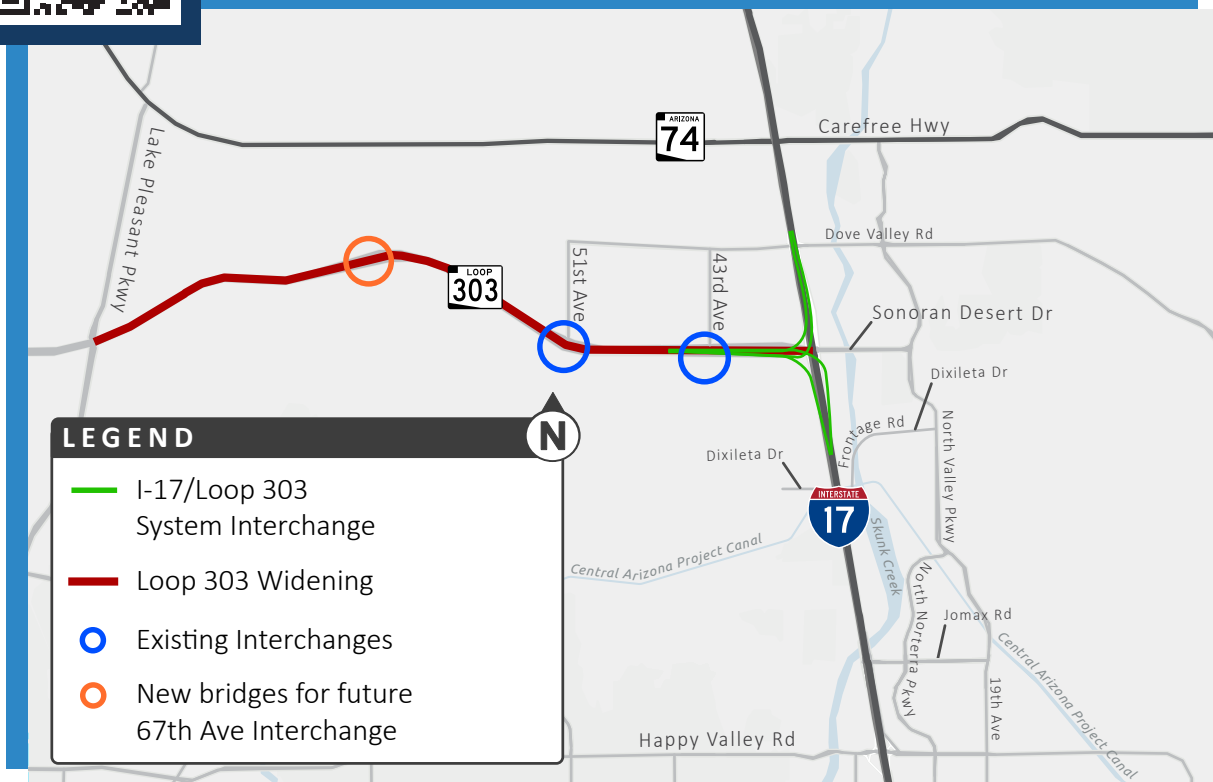 ARIZONA
74
Carefree Hwy
Lake Pleasant Pkwy
Dove Valley Rd
51st Ave
43rd Ave
LOOP
303
Sonoran Desert Dr
Dixileta Dr
North Valley Pkwy
Frontage Rd
Dixileta Dr
INTERSTATE
17
Skunk Creek
Central Arizona Project Canal
North Norterra Pkwy
Jomax Rd
Central Arizona Project Canal
19th Ave
Happy Valley Rd
N
LEGEND
I-17/Loop 303
System Interchange
Loop 303 Widening
Existing Interchanges
New bridges for future
67th Ave Interchange